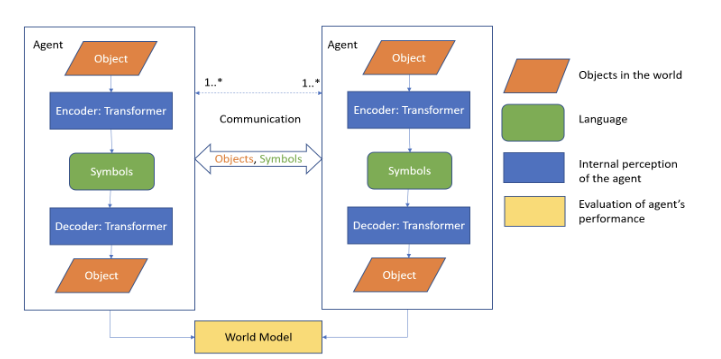 Agent
Object
Encoder: Transformer
Symbols
Decoder: Transformer
Object
1..*
1..*
Communication
Objects, Symbols
Agent
Object
Encoder: Transformer
Symbols
Decoder: Transformer
Object
World Model
Objects in the world
Language
Internal perception
of the agent
Evaluation of agent's
performance